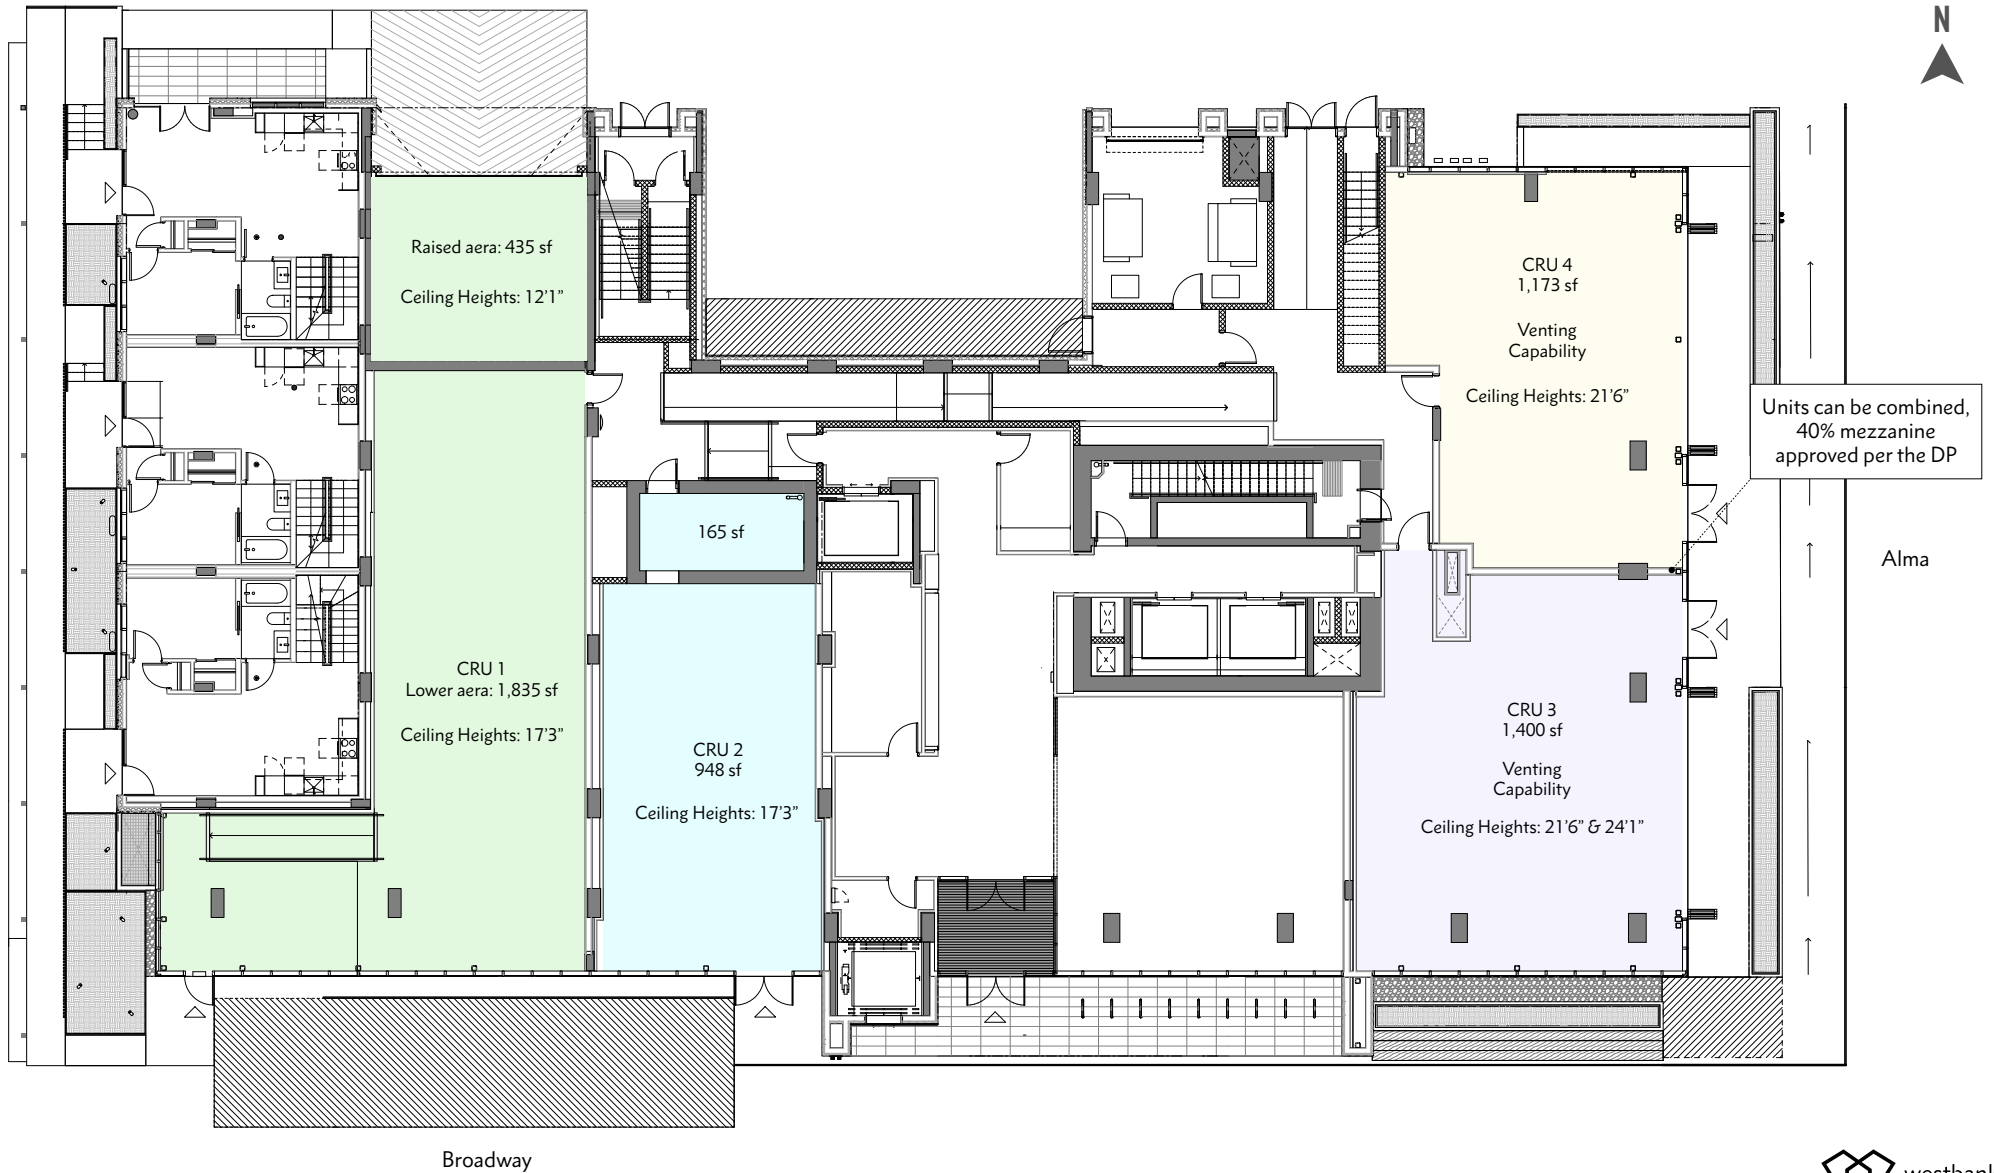 N
Raised aera: 435 sf
Ceiling Heights: 12'1"
CRU 4
1,173 sf
Venting
Capability
Ceiling Heights: 21'6"
Units can be combined,
40% mezzanine
approved per the DP
165 sf
Alma
CRU 1
Lower aera: 1,835 sf
Ceiling Heights: 17'3"
CRU 2
948 sf
Ceiling Heights: 17'3"
CRU 3
1,400 sf
Venting
Capability
Ceiling Heights: 21'6" & 24'1"
Broadway
westbank